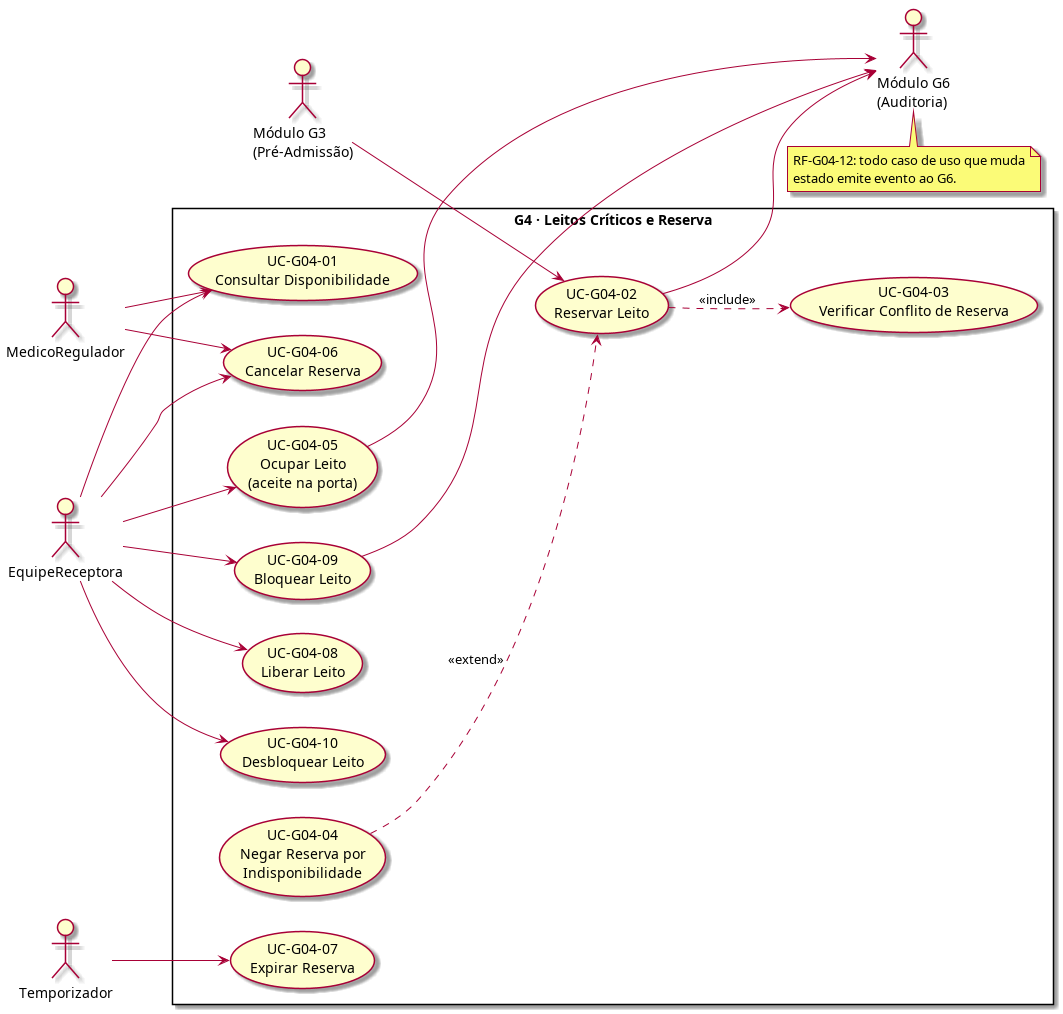 Módulo G6
(Auditoria)
Módulo G3
(Pré-Admissão)
RF-G04-12: todo caso de uso que muda
estado emite evento ao G6.
G4 · Leitos Críticos e Reserva
UC-G04-01
Consultar Disponibilidade
UC-G04-02
Reservar Leito
«include»
UC-G04-03
Verificar Conflito de Reserva
MedicoRegulador
UC-G04-06
Cancelar Reserva
UC-G04-05
Ocupar Leito
(aceite na porta)
EquipeReceptora
UC-G04-09
Bloquear Leito
UC-G04-08
Liberar Leito
«extend»
UC-G04-10
Desbloquear Leito
UC-G04-04
Negar Reserva por
Indisponibilidade
Temporizador
UC-G04-07
Expirar Reserva